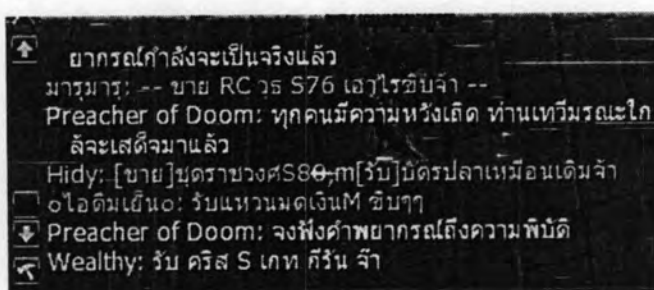 ยากรณ์กำลังจะเป็นจริงแล้ว
มารุมารุ: -- ขาย RC วธ S76 เอาไรซิบจ้า --
Preacher of Doom: ทุกคนมีความหวังเถิด ท่านเทวีมรณะใก
ล้จะเสด็จมาแล้ว
Hidy: [ขาย]ชุดราชวงศ์S80,m[รับ]บัตรปลาเหมือนเดิมจ้า
oไอติมเย็นo: รับแหวนมดเงินM ซิบๆๆ
Preacher of Doom: จงฟังคำพยากรณ์ถึงความพิบัติ
Wealthy: รับ คริส S เกท กีรัน จ๊า